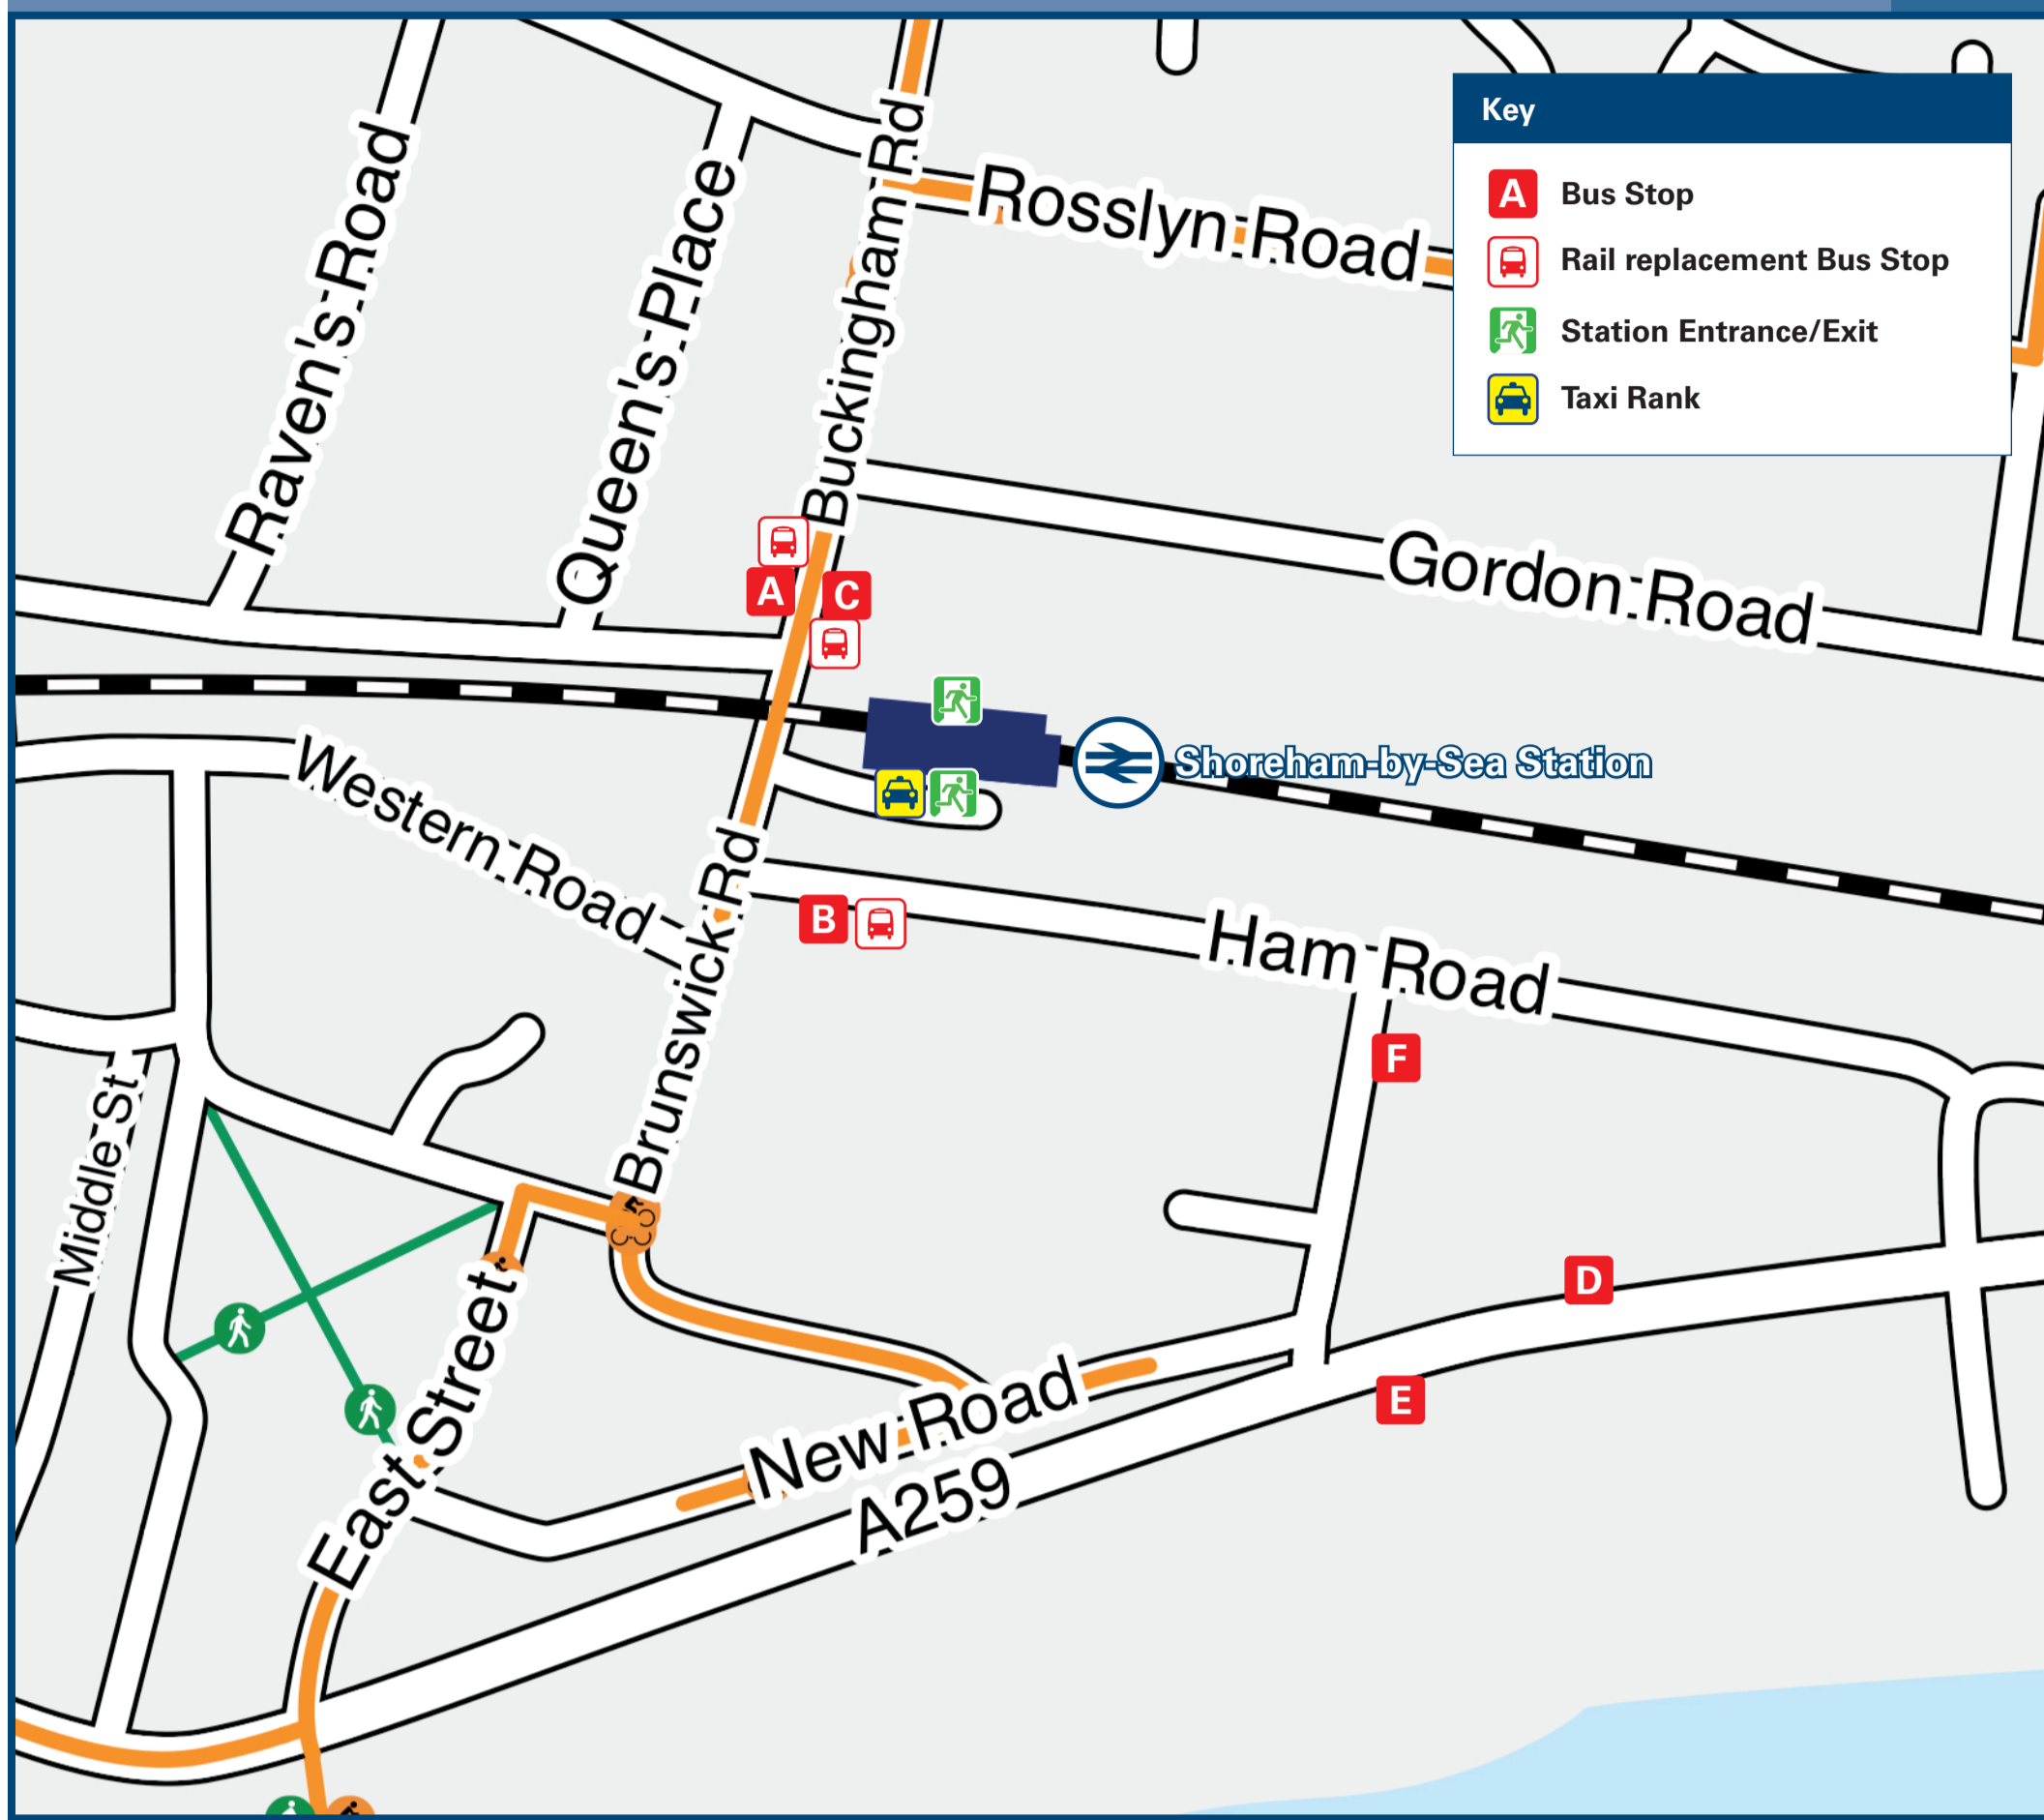 Key
A Bus Stop
Rail replacement Bus Stop
Station Entrance/Exit
Taxi Rank
Raven's Road
Queen's Place
Buckingham Rd
Rosslyn Road
Gordon Road
A
C
Shoreham-by-Sea Station
Western Road
Brunswick Rd
B
Ham Road
F
Middle St
D
East Street
New Road
E
A259